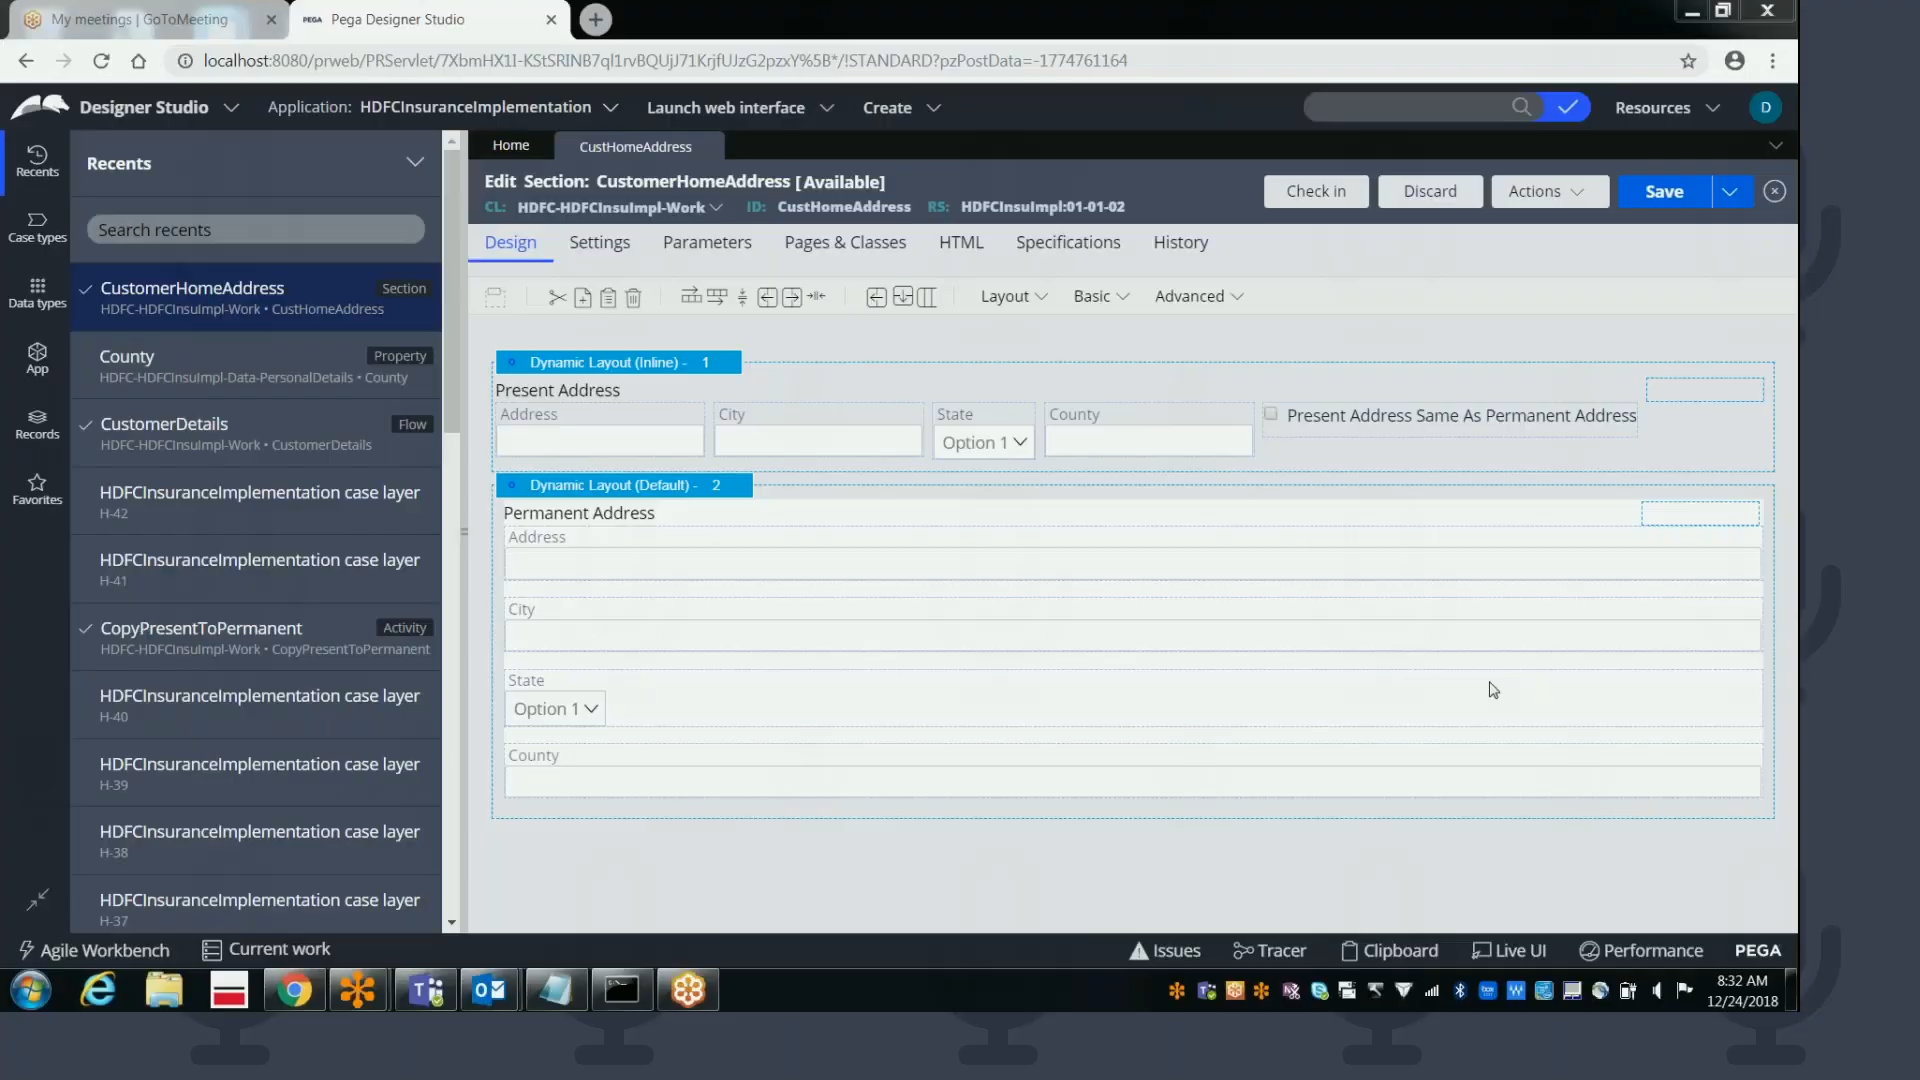 My meetings | GoToMeeting
PEGA Pega Designer Studio
localhost:8080/prweb/PRServlet/7XbmHX1I-KStSRINB7ql1rvBQUjJ71KrjfUJzG2pzxY%5B*/!STANDARD?pzPostData=-1774761164
Designer Studio Application: HDFCInsuranceImplementation Launch web interface Create Resources D
Recents
Case types
Data types
App
Records
Favorites
Recents
Search recents
CustomerHomeAddress Section
HDFC-HDFCInsuImpl-Work • CustHomeAddress
County Property
HDFC-HDFCInsuImpl-Data-PersonalDetails • County
CustomerDetails Flow
HDFC-HDFCInsuImpl-Work • CustomerDetails
HDFCInsuranceImplementation case layer
H-42
HDFCInsuranceImplementation case layer
H-41
CopyPresentToPermanent Activity
HDFC-HDFCInsuImpl-Work • CopyPresentToPermanent
HDFCInsuranceImplementation case layer
H-40
HDFCInsuranceImplementation case layer
H-39
HDFCInsuranceImplementation case layer
H-38
HDFCInsuranceImplementation case layer
H-37
Home CustHomeAddress
Edit Section: CustomerHomeAddress [ Available]
CL: HDFC-HDFCInsuImpl-Work ID: CustHomeAddress RS: HDFCInsuImpl:01-01-02
Check in Discard Actions Save
Design Settings Parameters Pages & Classes HTML Specifications History
Layout Basic Advanced
Dynamic Layout (Inline) - 1
Present Address
Address City State County
Option 1
Present Address Same As Permanent Address
Dynamic Layout (Default) - 2
Permanent Address
Address
City
State
Option 1
County
Agile Workbench Current work Issues Tracer Clipboard Live UI Performance PEGA
8:32 AM
12/24/2018